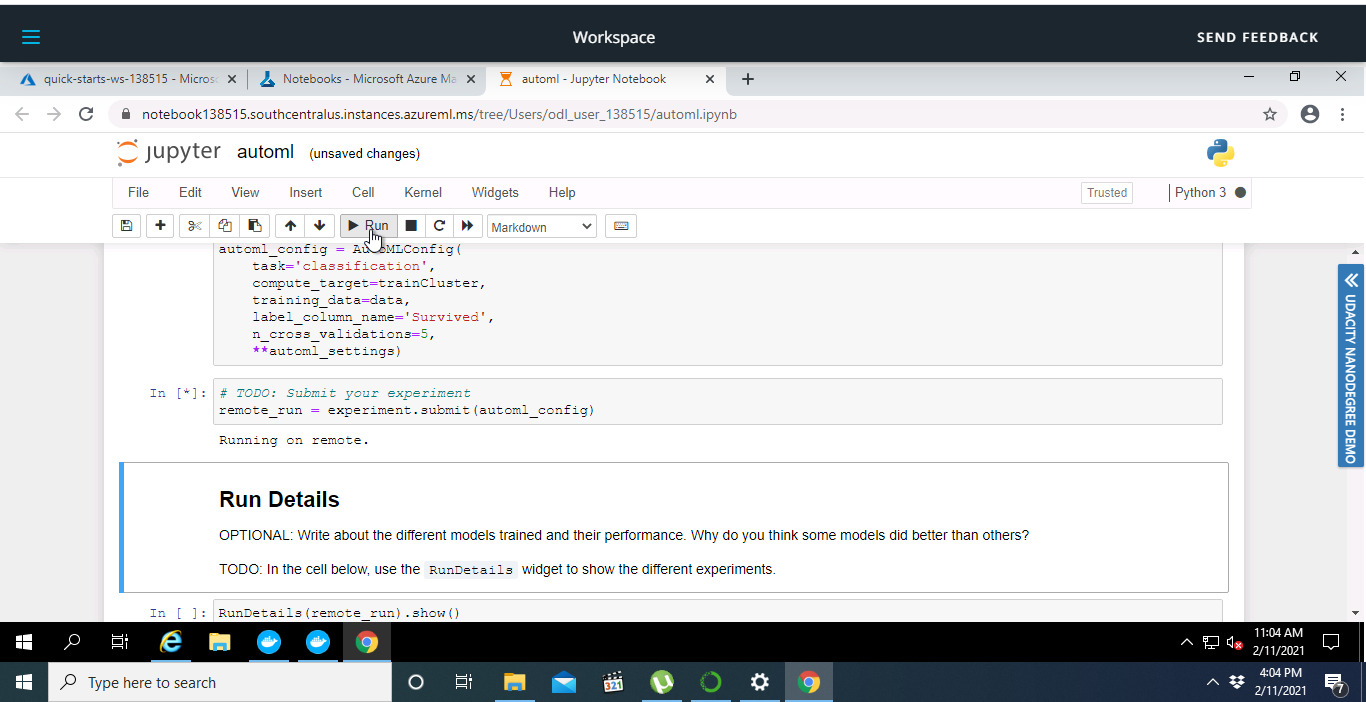 Workspace
SEND FEEDBACK
quick-starts-ws-138515 - Micros
Notebooks - Microsoft Azure Ma
automl - Jupyter Notebook
notebook138515.southcentralus.instances.azureml.ms/tree/Users/odl_user_138515/automl.ipynb
jupyter automl (unsaved changes)
File Edit View Insert Cell Kernel Widgets Help
Trusted
Python 3
Run
Markdown
automl_config = AutoMLConfig(
task='classification',
compute_target=trainCluster,
training_data=data,
label_column_name='Survived',
n_cross_validations=5,
**automl_settings)
In [*]: # TODO: Submit your experiment
remote_run = experiment.submit(automl_config)
Running on remote.
Run Details
OPTIONAL: Write about the different models trained and their performance. Why do you think some models did better than others?
TODO: In the cell below, use the RunDetails widget to show the different experiments.
In [ ]: RunDetails(remote_run).show()
UDACITY NANODEGREE DEMO
11:04 AM
2/11/2021
Type here to search
321
4:04 PM
2/11/2021
7